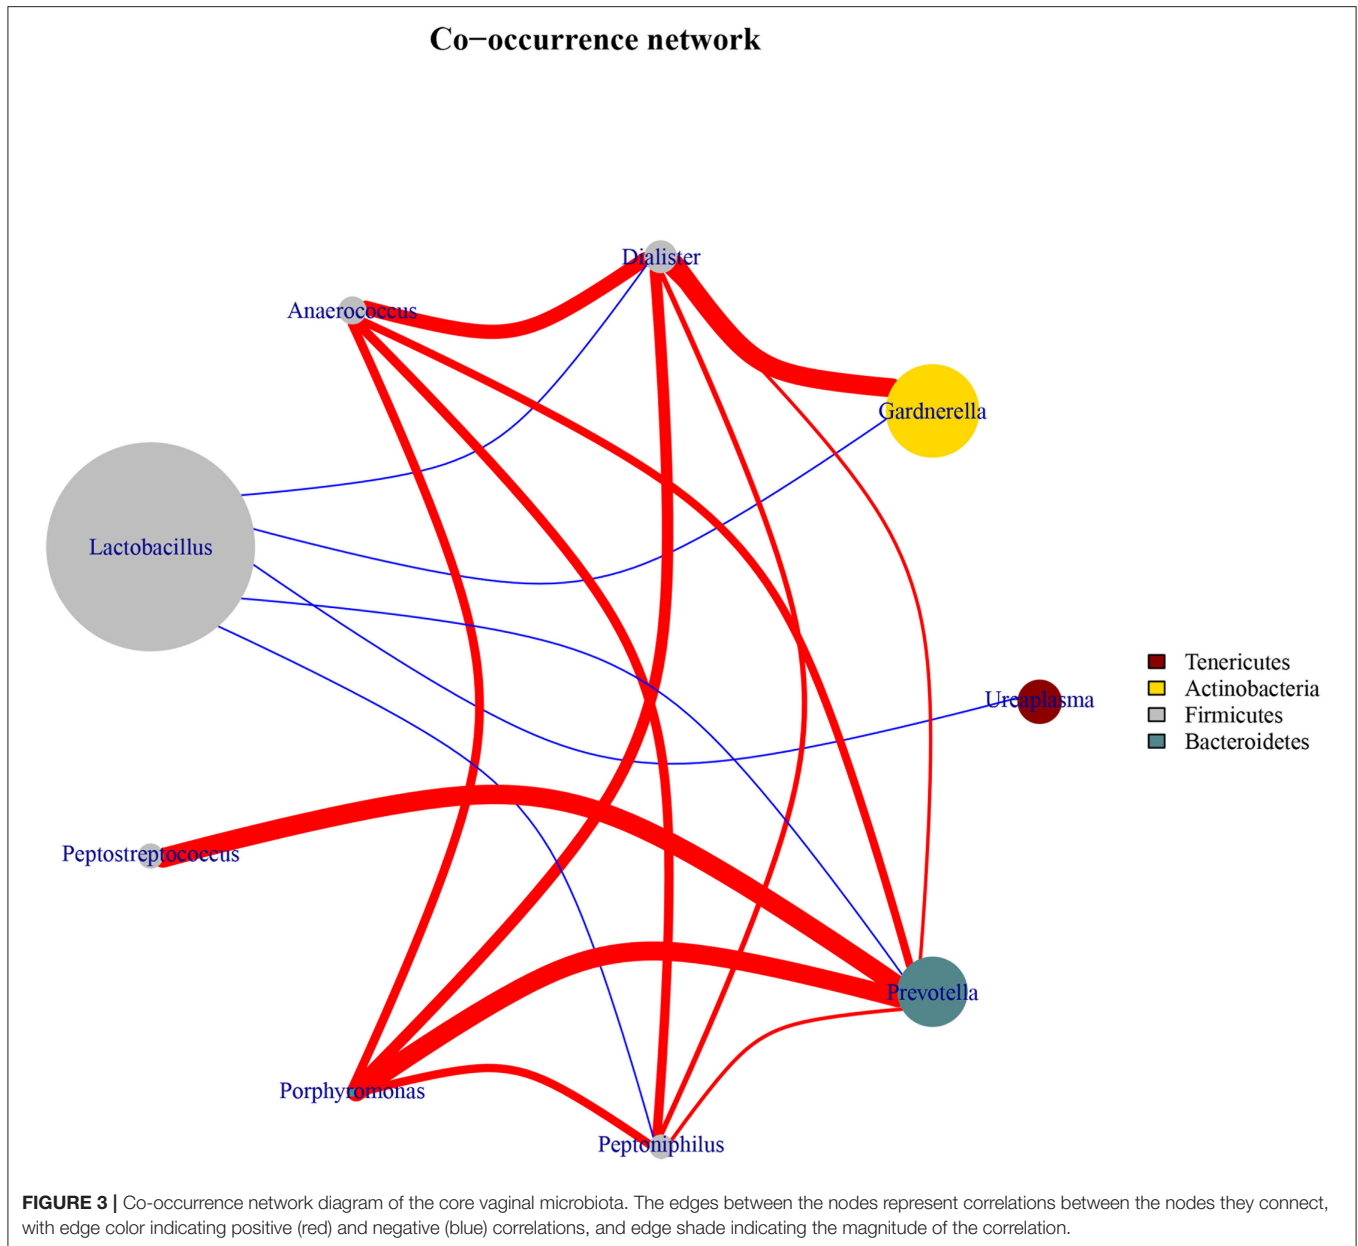 Co−occurrence network
Dialister
Anaerococcus
Gardnerella
Lactobacillus
Tenericutes
Ureaplasma
Actinobacteria
Firmicutes
Bacteroidetes
Peptostreptococcus
Prevotella
Porphyromonas
Peptoniphilus
FIGURE 3 | Co-occurrence network diagram of the core vaginal microbiota. The edges between the nodes represent correlations between the nodes they connect,
with edge color indicating positive (red) and negative (blue) correlations, and edge shade indicating the magnitude of the correlation.